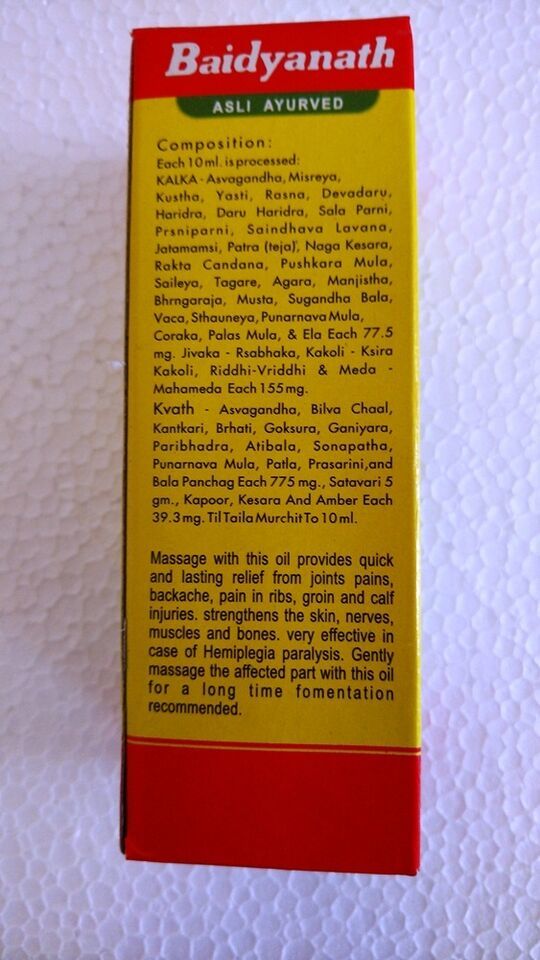 Baidyanath
ASLI AYURVED
Composition:
Each 10 ml. is processed:
KALKA - Asvagandha, Misreya,
Kustha, Yasti, Rasna, Devadaru,
Haridra, Daru Haridra, Sala Parni,
Prsniparni, Saindhava Lavana,
Jatamamsi, Patra (teja), Naga Kesara,
Rakta Candana, Pushkara Mula,
Saileya, Tagare, Agara, Manjistha,
Bhrngaraja, Musta, Sugandha Bala,
Vaca, Sthauneya, Punarnava Mula,
Coraka, Palas Mula, & Ela Each 77.5
mg. Jivaka - Rsabhaka, Kakoli - Ksira
Kakoli, Riddhi-Vriddhi & Meda -
Mahameda Each 155 mg.
Kvath - Asvagandha, Bilva Chaal,
Kantkari, Brhati, Goksura, Ganiyara,
Paribhadra, Atibala, Sonapatha,
Punarnava Mula, Patla, Prasarini,and
Bala Panchag Each 775 mg., Satavari 5
gm., Kapoor, Kesara And Amber Each
39.3 mg. Til Taila Murchit To 10 ml.
Massage with this oil provides quick
and lasting relief from joints pains,
backache, pain in ribs, groin and calf
injuries. strengthens the skin, nerves,
muscles and bones. very effective in
case of Hemiplegia paralysis. Gently
massage the affected part with this oil
for a long time fomentation
recommended.